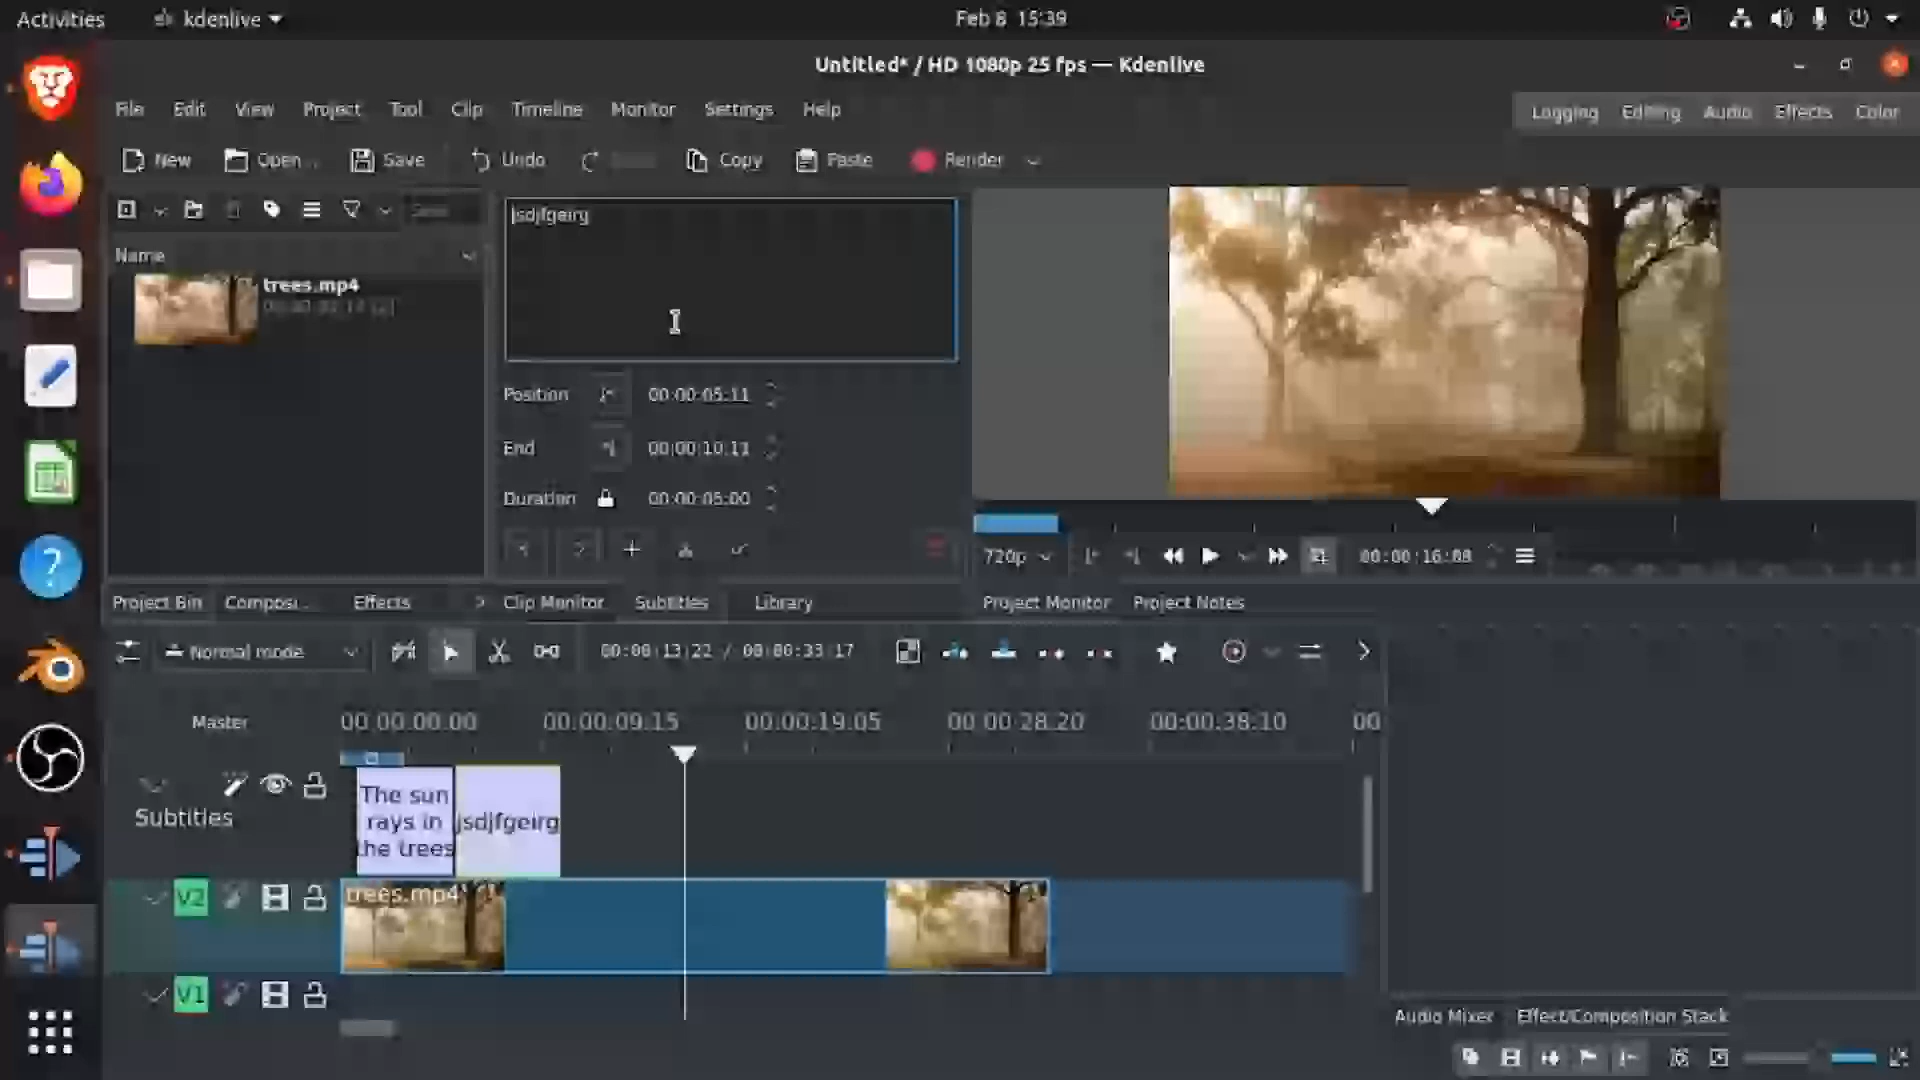 Activities
kdenlive
Feb 8 15:39
Untitled* / HD 1080p 25 fps — Kdenlive
File Edit View Project Tool Clip Timeline Monitor Settings Help
Logging Editing Audio Effects Color
New Open... Save Undo Copy Paste Render
jsdjfgeirg
Name
trees.mp4
Position 00:00:05:11
End 00:00:10:11
Duration 00:00:05:00
720p 00:00:16:08
Project Bin Composi... Effects Clip Monitor Subtitles Library Project Monitor Project Notes
Normal mode 00:00:13:22 / 00:00:33:17
Master 00:00:00:00 00:00:09:15 00:00:19:05 00:00:28:20 00:00:38:10 00
The sun
rays in
the trees
jsdjfgeirg
Subtitles
V2
trees.mp4
V1
Audio Mixer Effect/Composition Stack